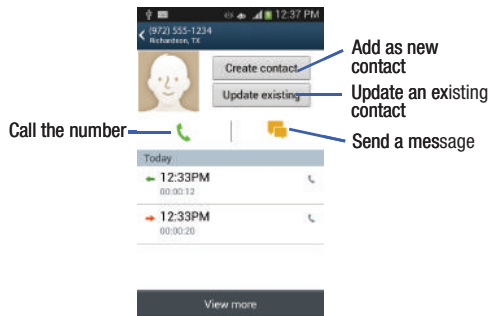 12:37 PM
(972) 555-1234
Richardson, TX
Create contact
Add as new
contact
Update existing
Update an existing
contact
Call the number
Send a message
Today
12:33PM
00:00:12
12:33PM
00:00:20
View more